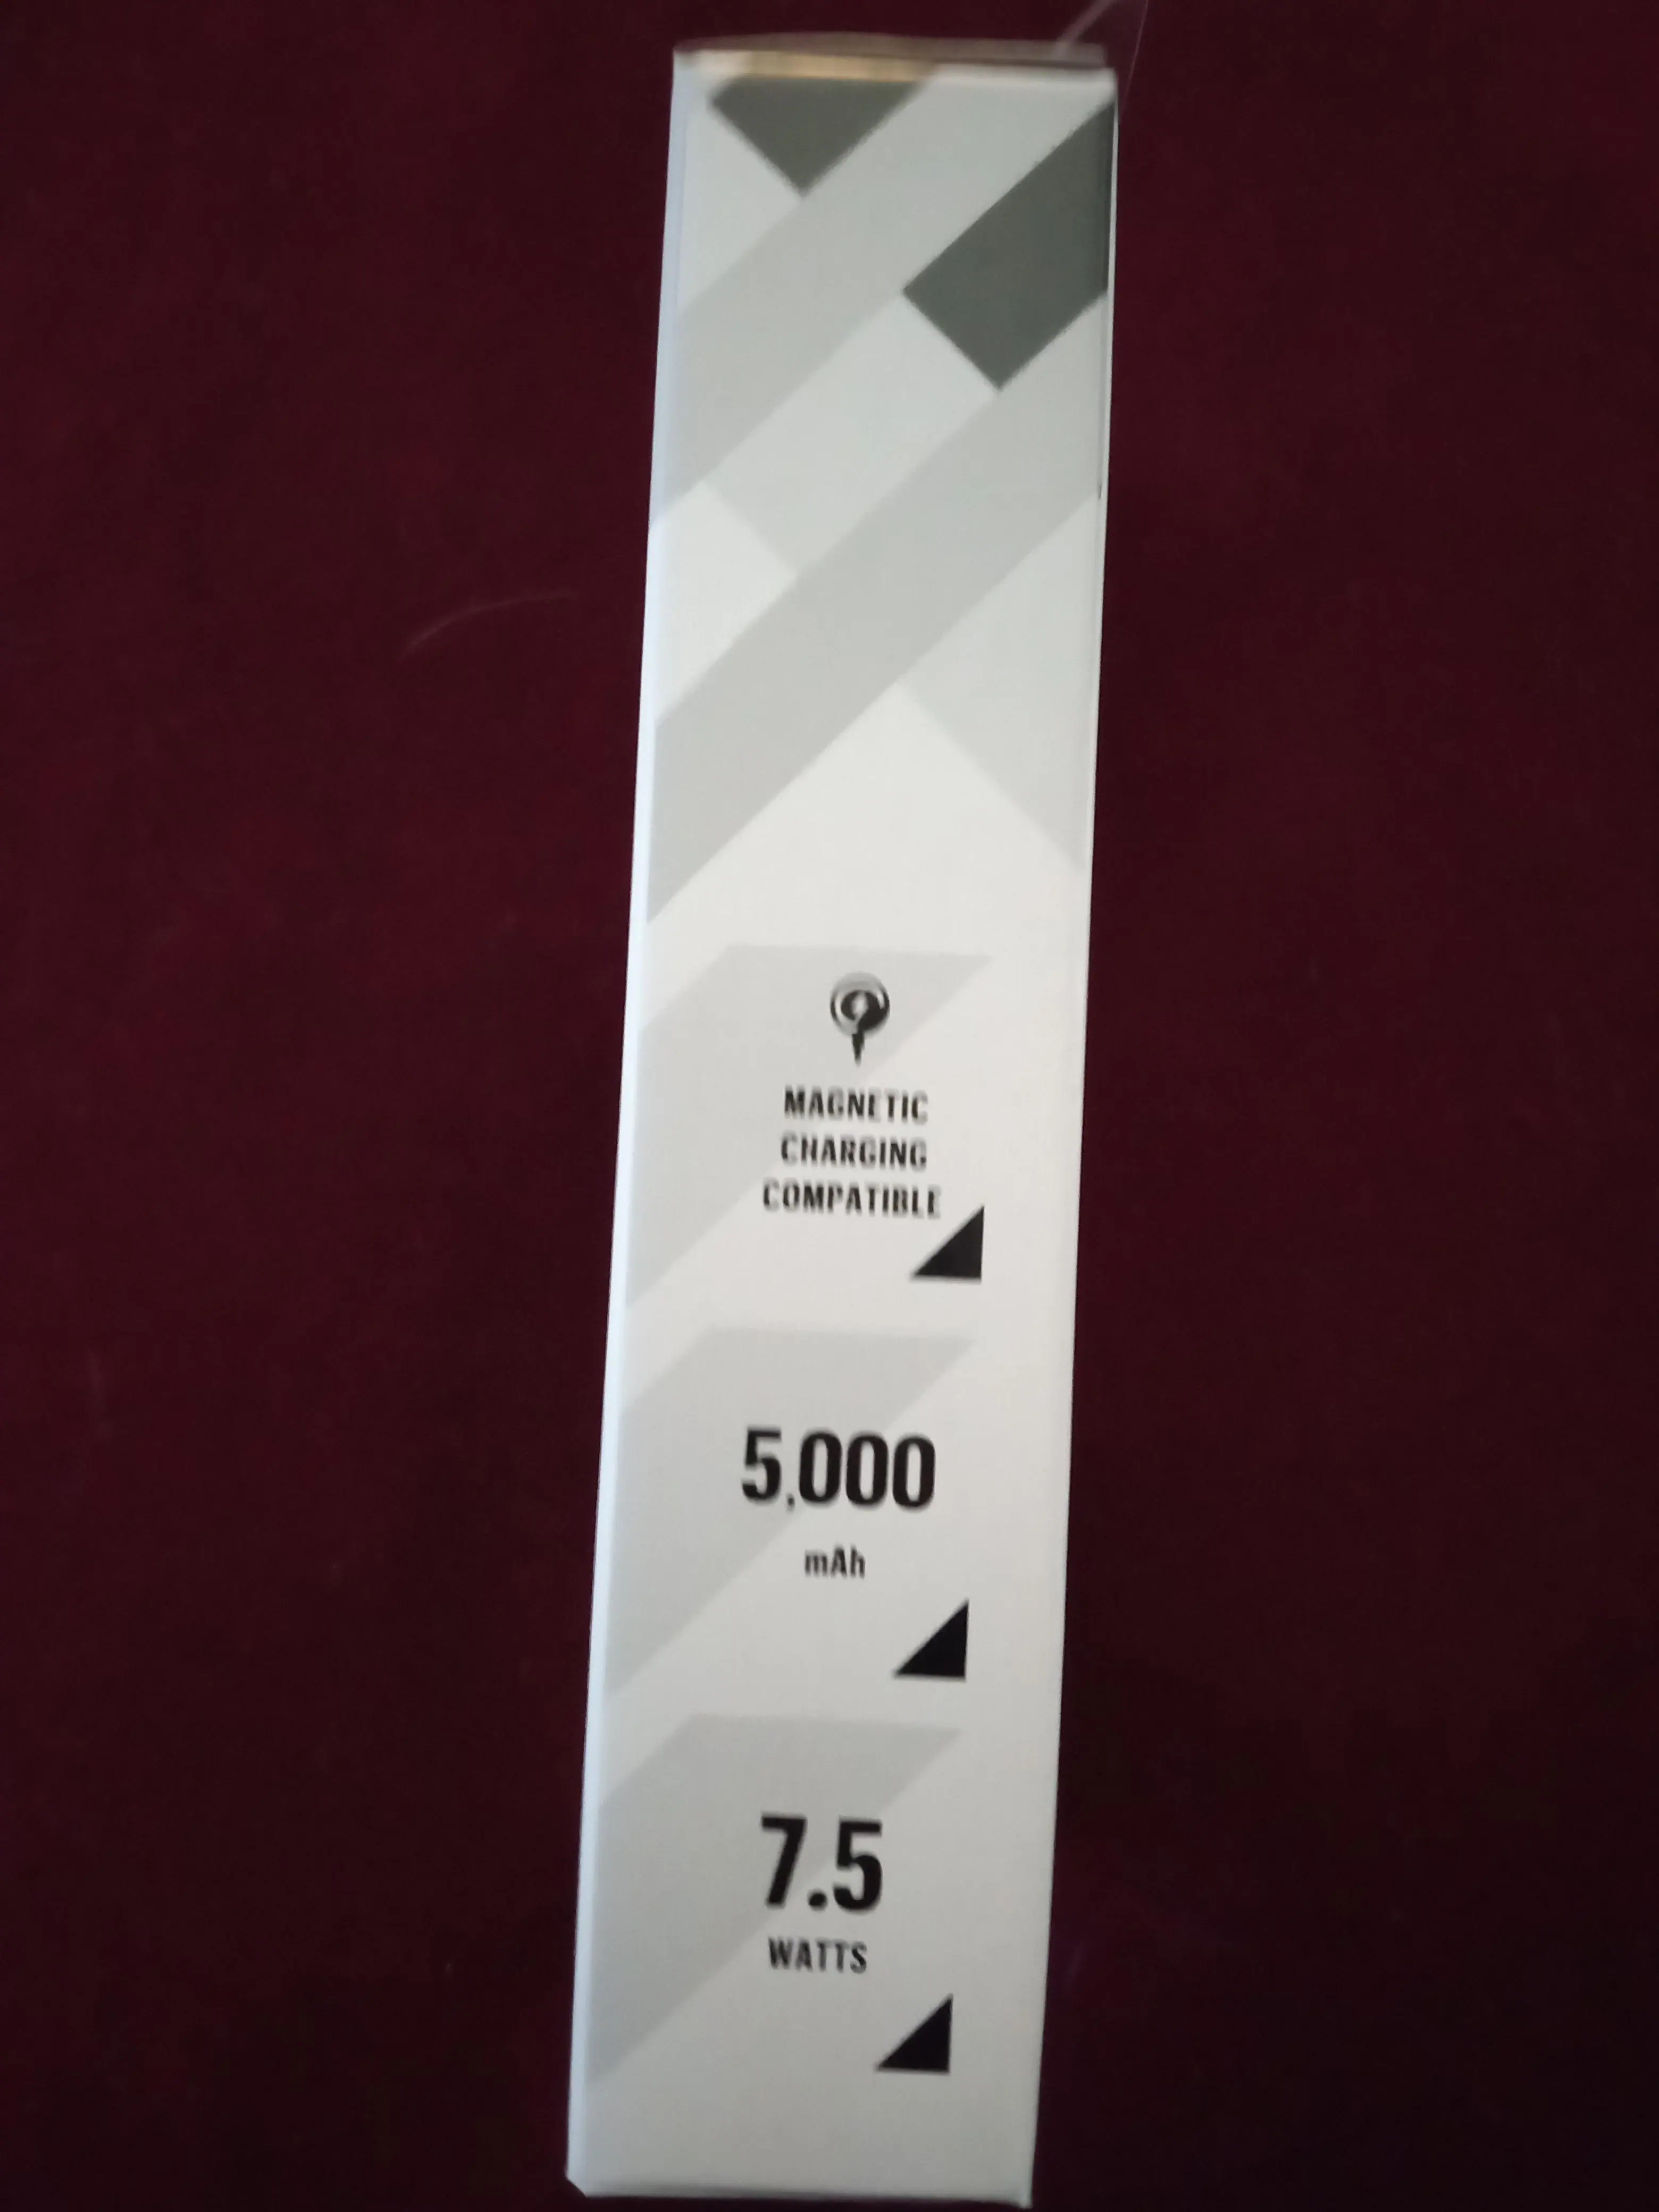 MAGNETIC
CHARGING
COMPATIBLE
5,000
mAh
7.5
WATTS